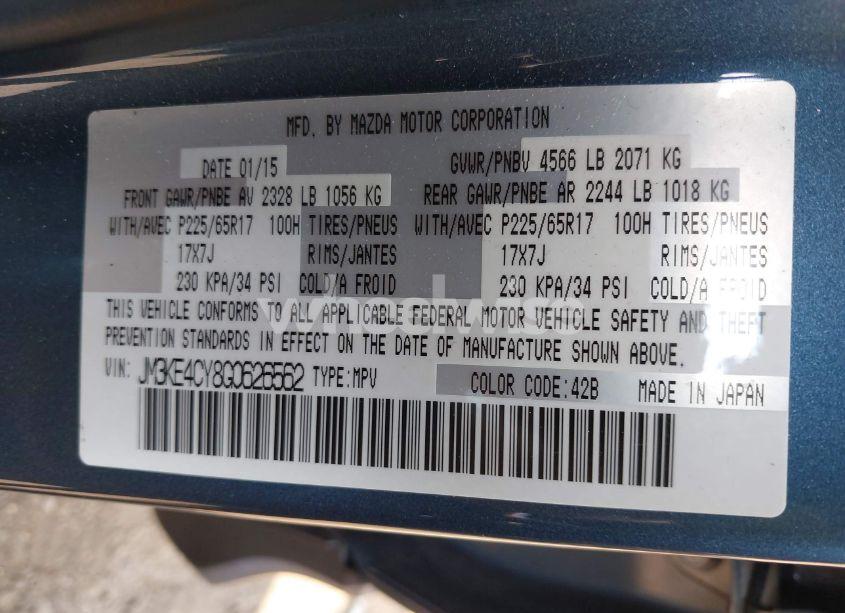 MFD. BY MAZDA MOTOR CORPORATION
DATE 01/15 GVWR/PNBV 4566 LB 2071 KG
FRONT GAWR/PNBE AV 2328 LB 1056 KG REAR GAWR/PNBE AR 2244 LB 1018 KG
WITH/AVEC P225/65R17 100H TIRES/PNEUS WITH/AVEC P225/65R17 100H TIRES/PNEUS
17X7J RIMS/JANTES 17X7J RIMS/JANTES
230 KPA/34 PSI COLD/A FROID 230 KPA/34 PSI COLD/A FROID
THIS VEHICLE CONFORMS TO ALL APPLICABLE FEDERAL MOTOR VEHICLE SAFETY AND THEFT
PREVENTION STANDARDS IN EFFECT ON THE DATE OF MANUFACTURE SHOWN ABOVE.
VIN: JM3KE4CY8G0626562 TYPE:MPV COLOR CODE:42B MADE IN JAPAN